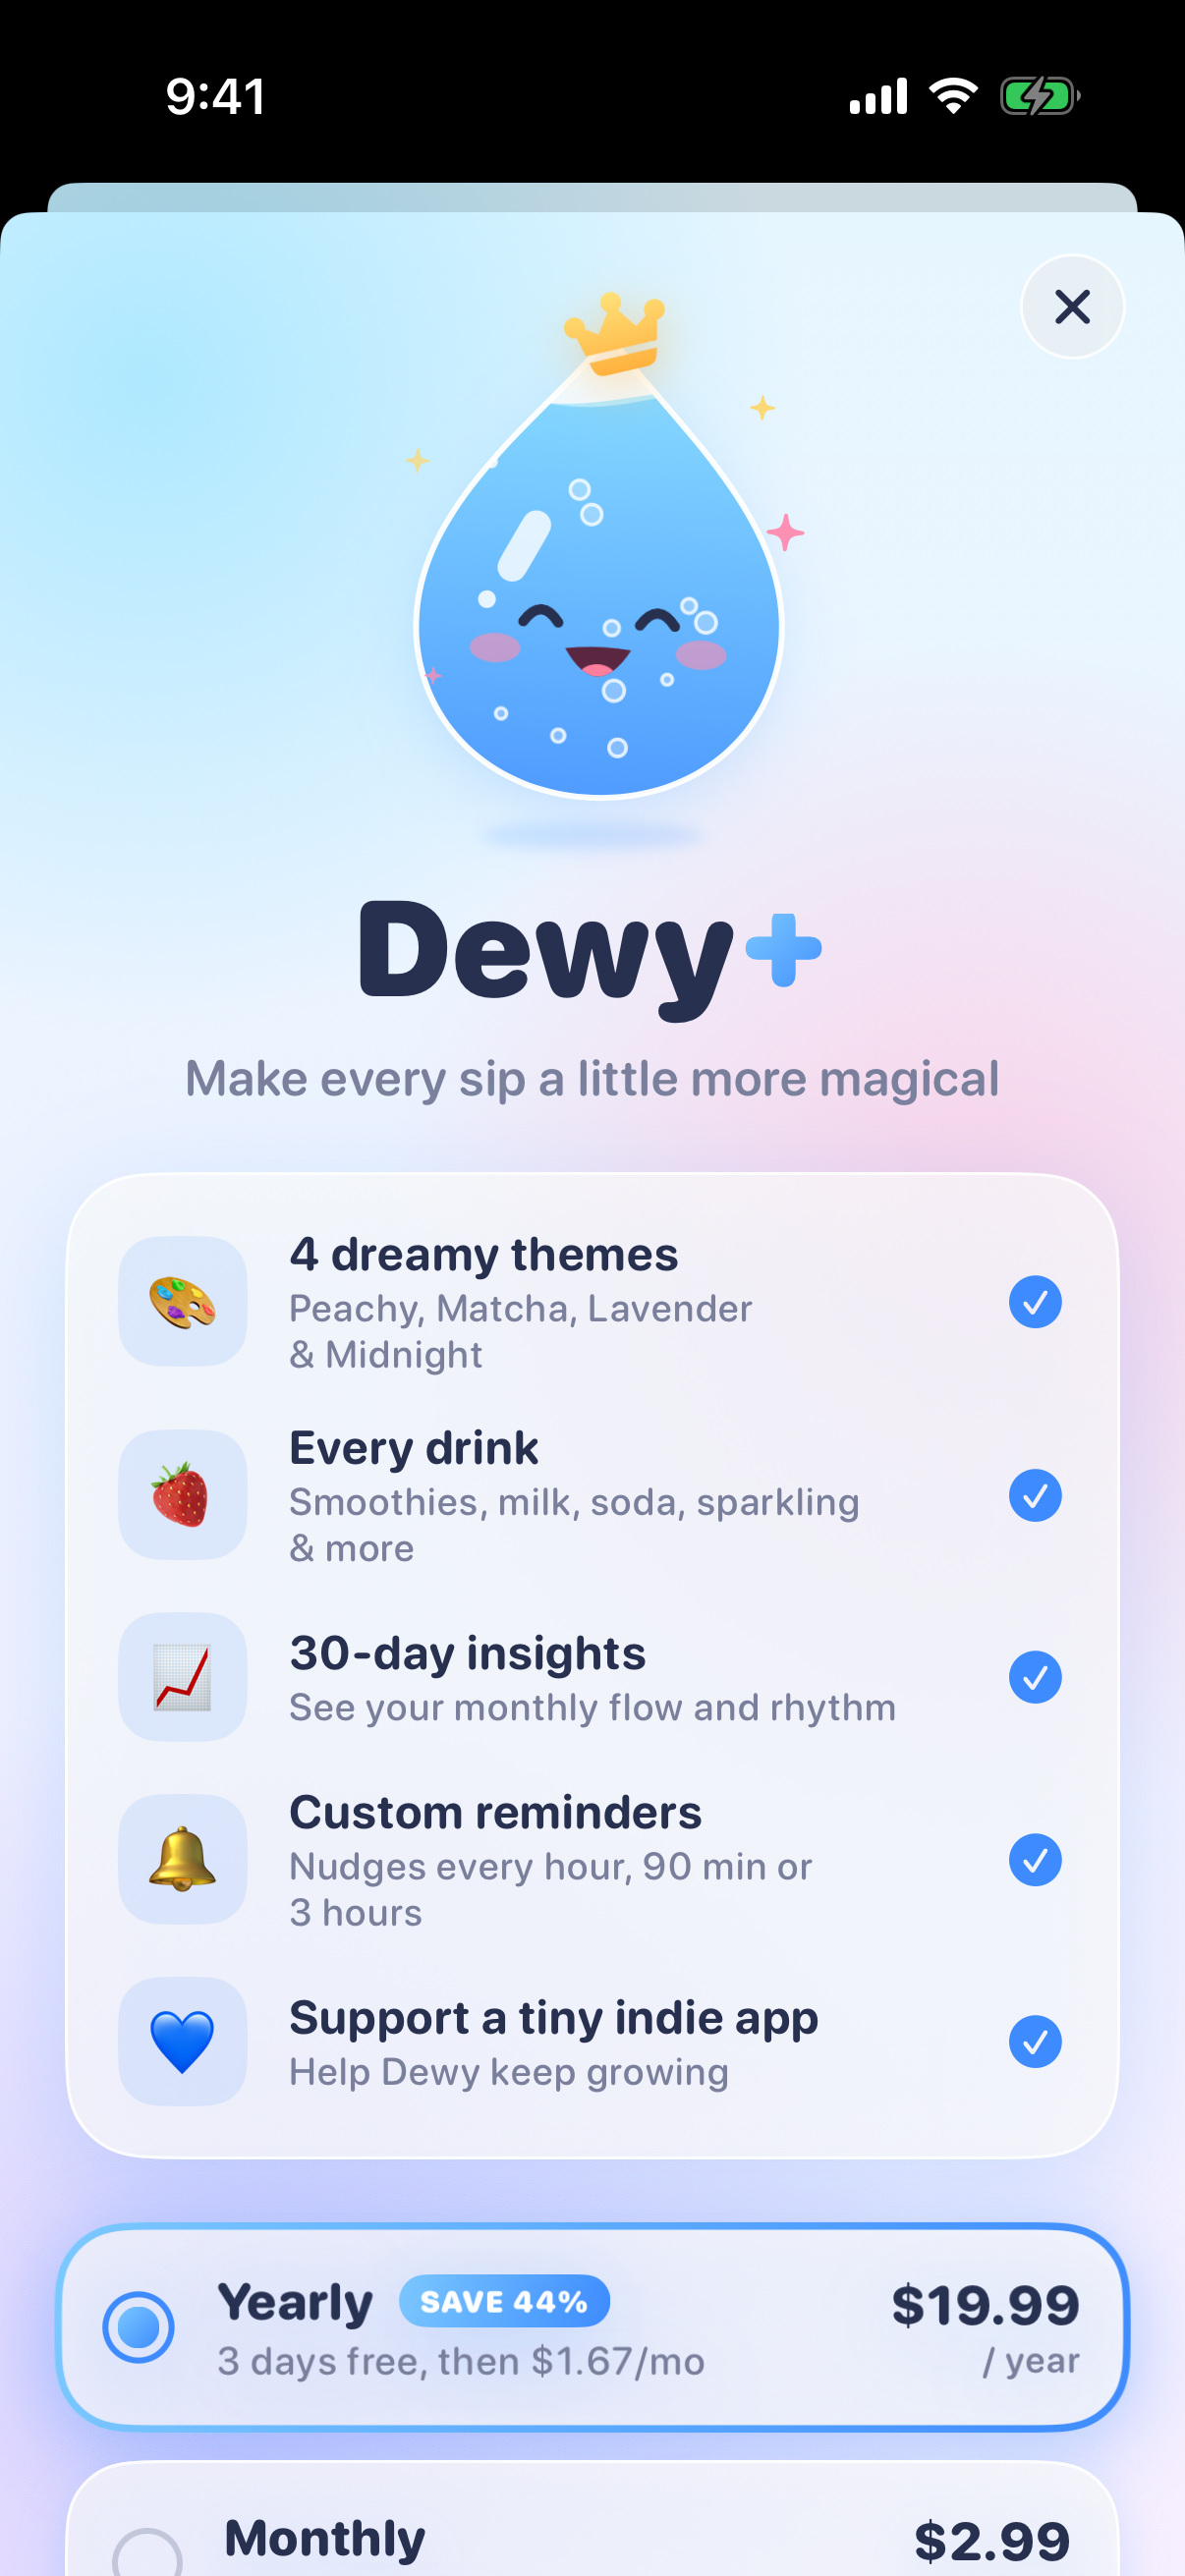 9:41
Dewy+
Make every sip a little more magical
4 dreamy themes
Peachy, Matcha, Lavender
& Midnight
Every drink
Smoothies, milk, soda, sparkling
& more
30-day insights
See your monthly flow and rhythm
Custom reminders
Nudges every hour, 90 min or
3 hours
Support a tiny indie app
Help Dewy keep growing
Yearly SAVE 44% $19.99
3 days free, then $1.67/mo / year
Monthly $2.99